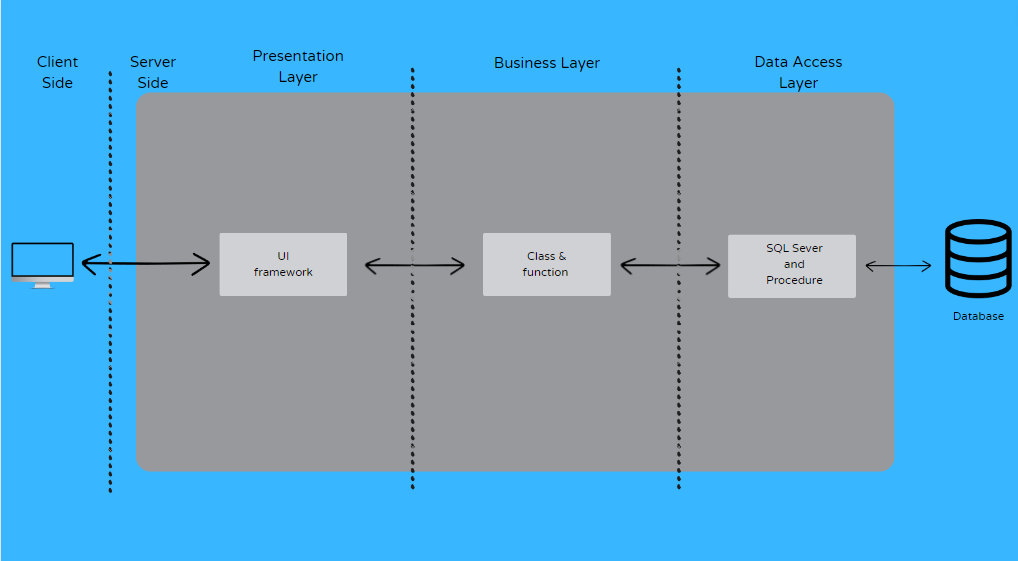 Client
Side
Server
Side
Presentation
Layer
Business Layer
Data Access
Layer
UI
framework
Class &
function
SQL Sever
and
Procedure
Database